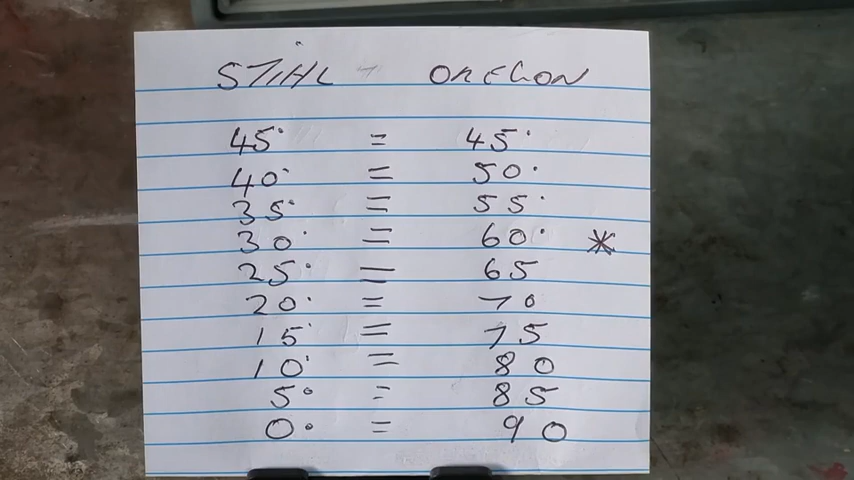 STIHL - OREGON
45° = 45°
40° = 50°
35° = 55°
30° = 60° *
25° = 65
20° = 70
15° = 75
10° = 80
5° = 85
0° = 90